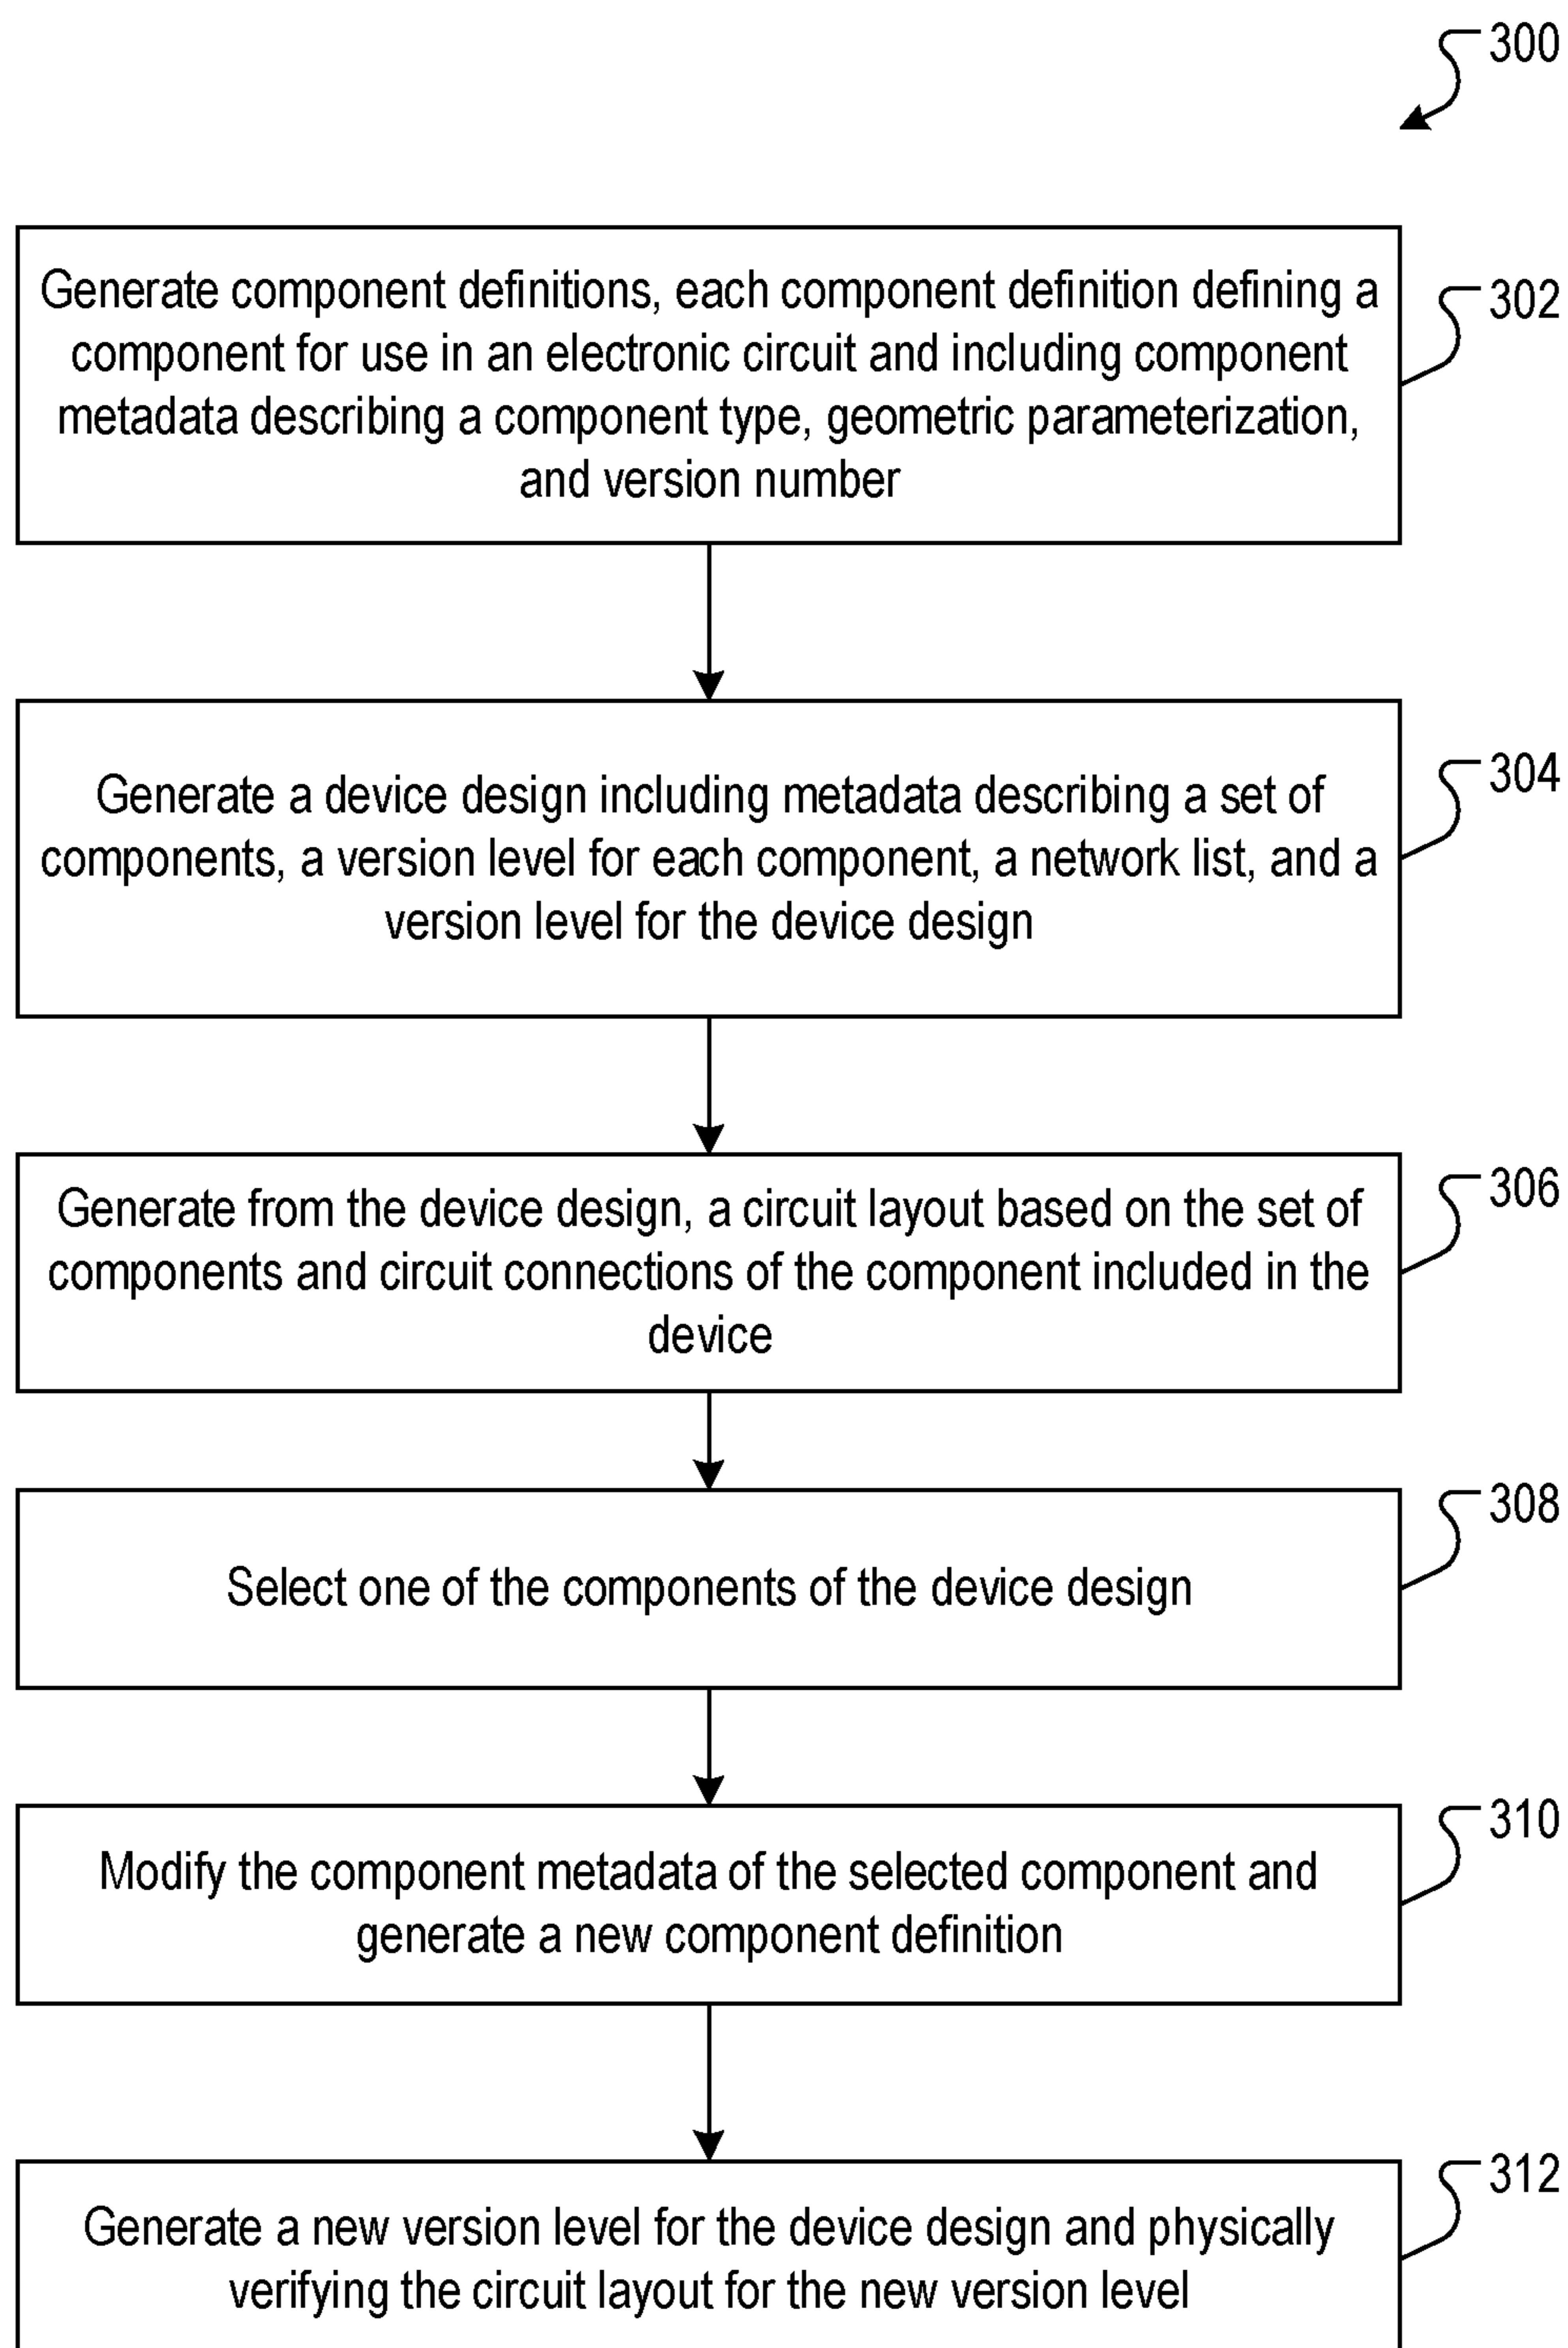 300
Generate component definitions, each component definition defining a
component for use in an electronic circuit and including component
metadata describing a component type, geometric parameterization,
and version number
302
Generate a device design including metadata describing a set of
components, a version level for each component, a network list, and a
version level for the device design
304
Generate from the device design, a circuit layout based on the set of
components and circuit connections of the component included in the
device
306
Select one of the components of the device design
308
Modify the component metadata of the selected component and
generate a new component definition
310
Generate a new version level for the device design and physically
verifying the circuit layout for the new version level
312